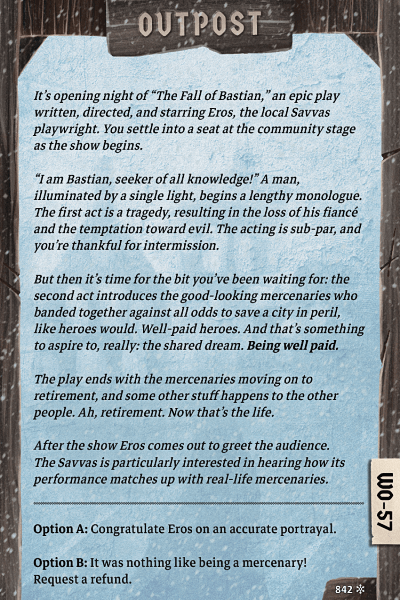 OUTPOST
It's opening night of “The Fall of Bastian,” an epic play
written, directed, and starring Eros, the local Savvas
playwright. You settle into a seat at the community stage
as the show begins.
“I am Bastian, seeker of all knowledge!” A man,
illuminated by a single light, begins a lengthy monologue.
The first act is a tragedy, resulting in the loss of his fiancé
and the temptation toward evil. The acting is sub-par, and
you're thankful for intermission.
But then it's time for the bit you've been waiting for: the
second act introduces the good-looking mercenaries who
banded together against all odds to save a city in peril,
like heroes would. Well-paid heroes. And that's something
to aspire to, really: the shared dream. Being well paid.
The play ends with the mercenaries moving on to
retirement, and some other stuff happens to the other
people. Ah, retirement. Now that's the life.
After the show Eros comes out to greet the audience.
The Savvas is particularly interested in hearing how its
performance matches up with real-life mercenaries.
Option A: Congratulate Eros on an accurate portrayal.
Option B: It was nothing like being a mercenary!
Request a refund.
WO-57
842